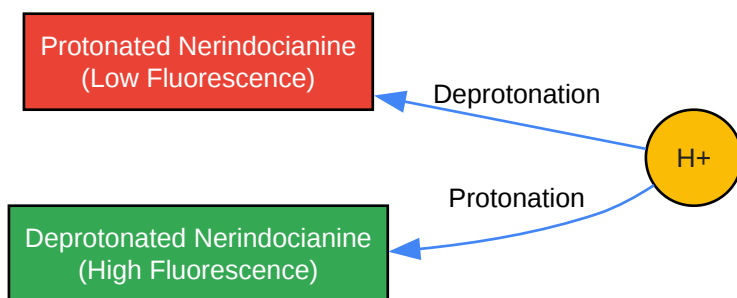 Protonated Nerindocianine
(Low Fluorescence)
Deprotonation
H+
Protonation
Deprotonated Nerindocianine
(High Fluorescence)